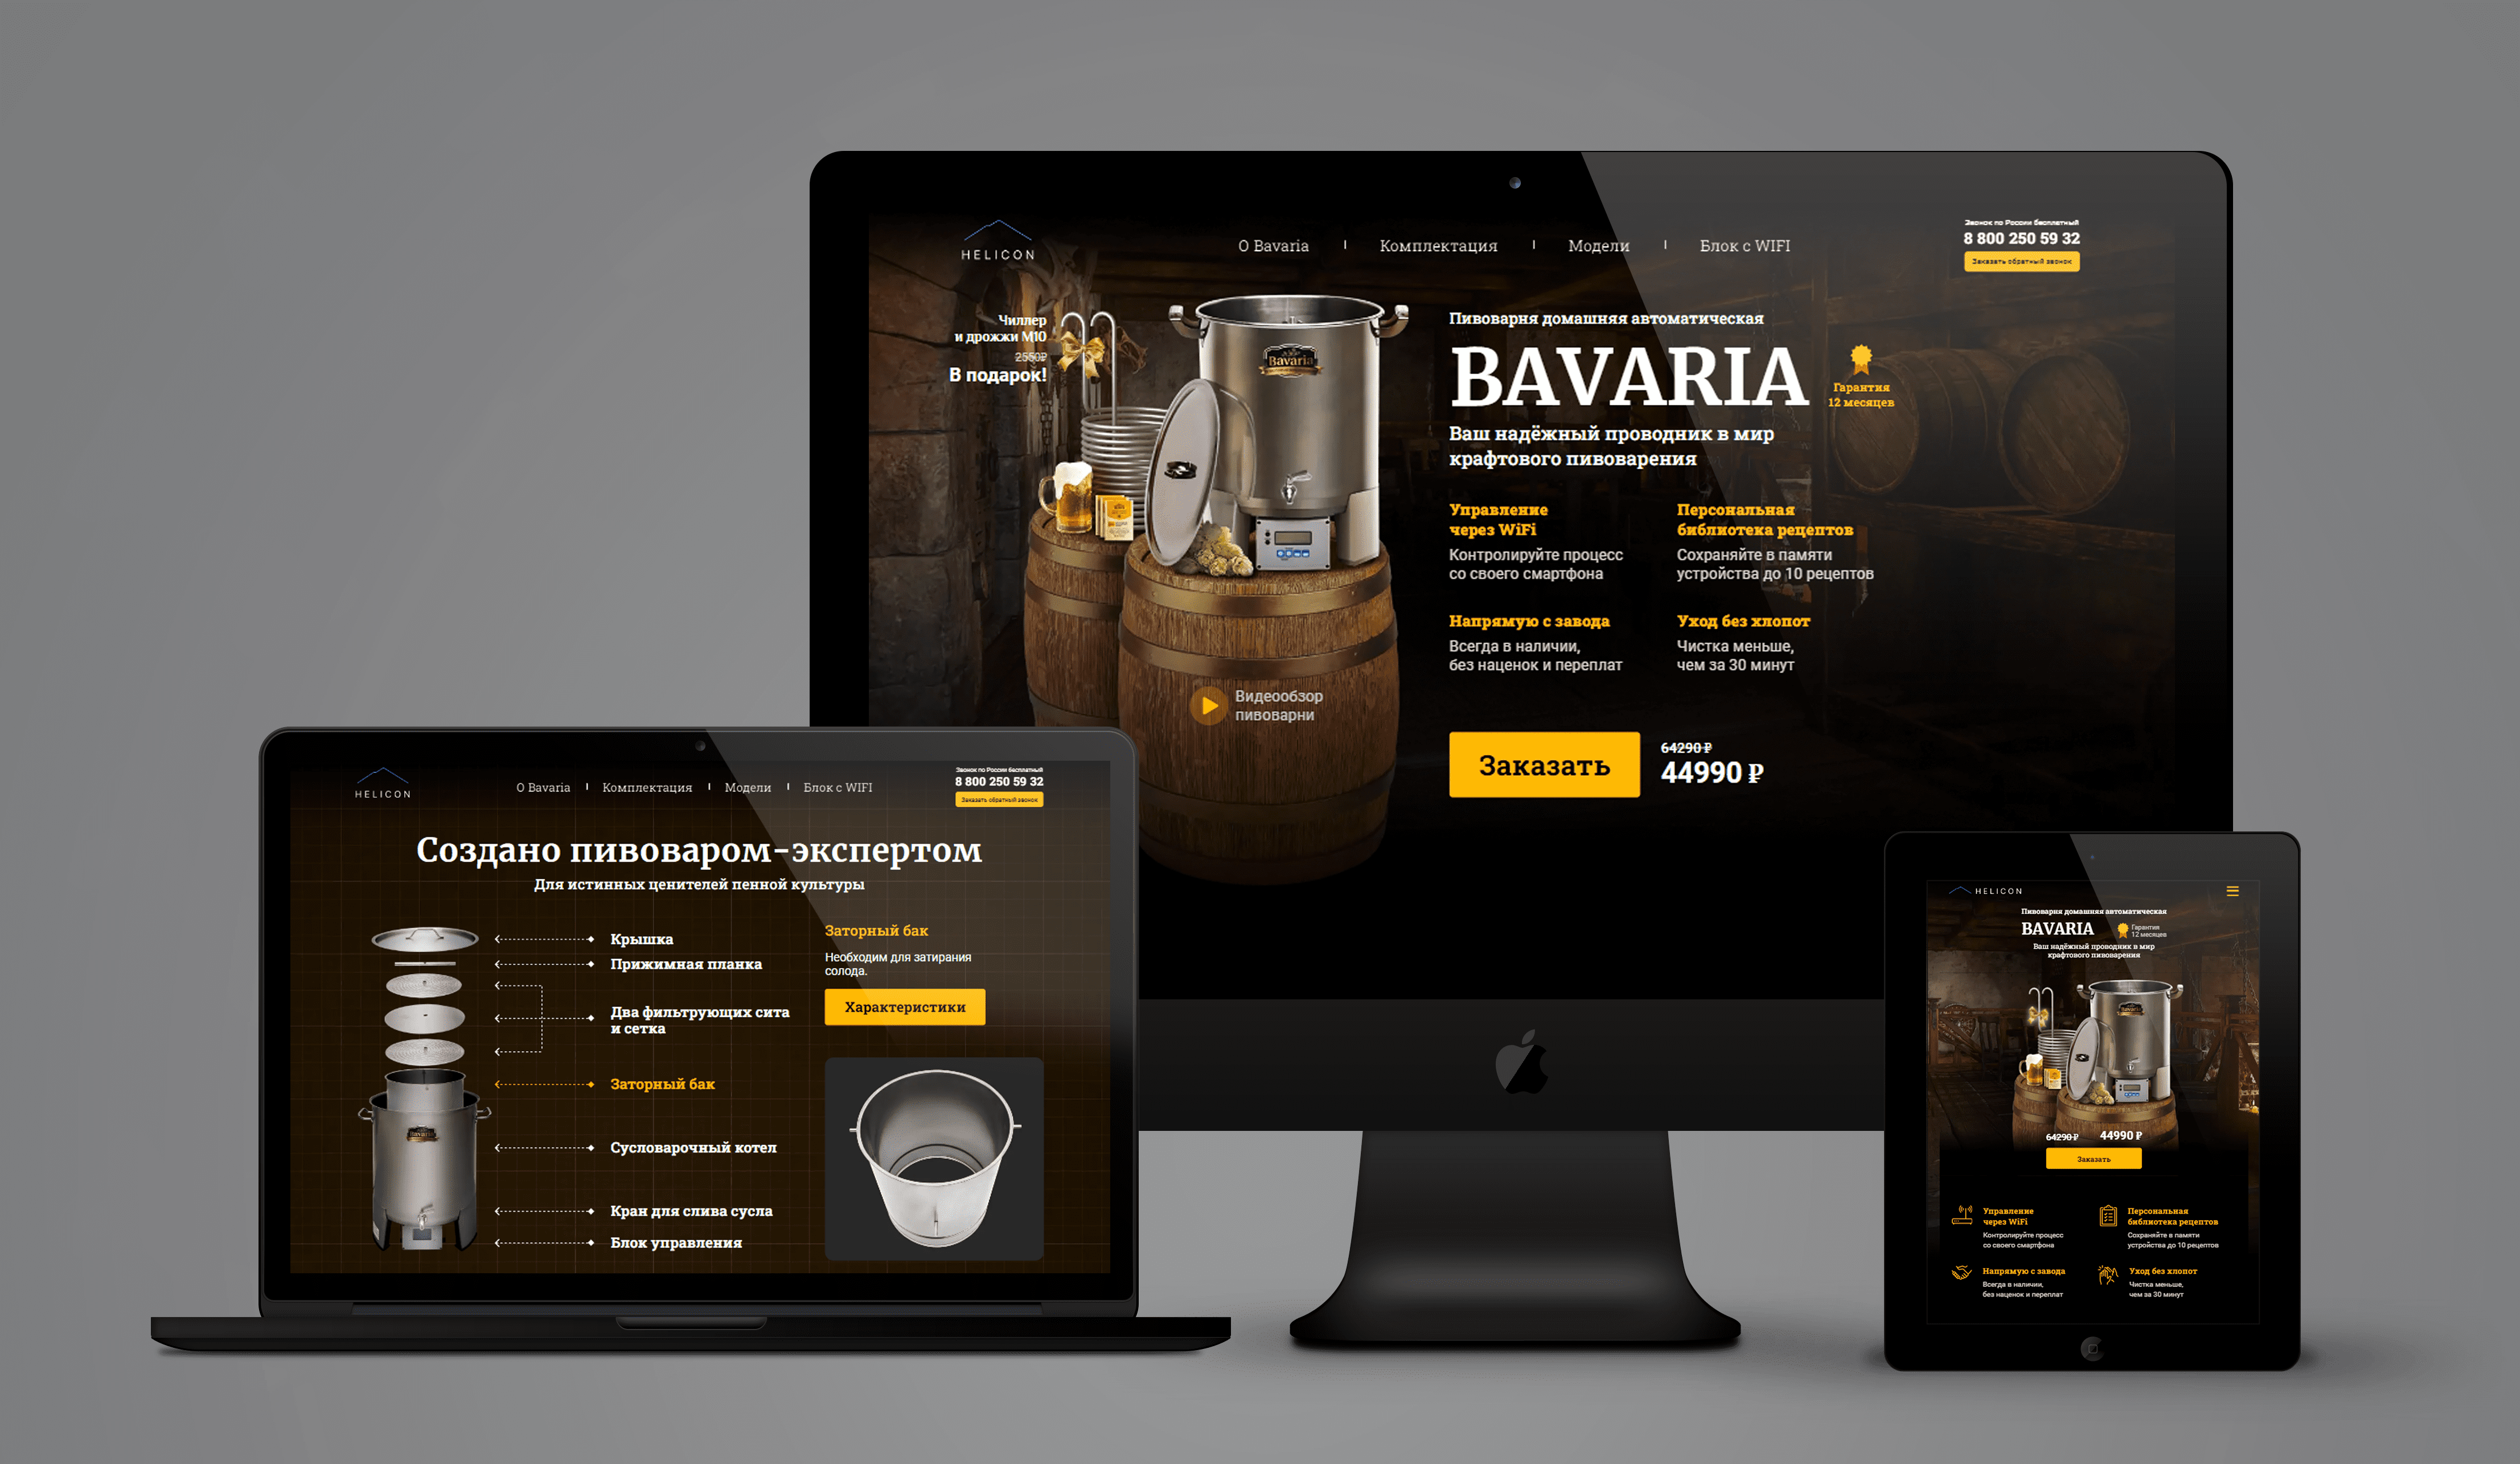 HELICON
О Bavaria
Комплектация
Модели
Блок с WIFI
Звонок по России бесплатный
8 800 250 59 32
Заказать обратный звонок
Чиллер
и дрожжи М10
2550₽
В подарок!
Bavaria
Пивоварня домашняя автоматическая
BAVARIA
Гарантия
12 месяцев
Ваш надёжный проводник в мир
крафтового пивоварения
Управление
через WiFi
Контролируйте процесс
со своего смартфона
Персональная
библиотека рецептов
Сохраняйте в памяти
устройства до 10 рецептов
Напрямую с завода
Всегда в наличии,
без наценок и переплат
Уход без хлопот
Чистка меньше,
чем за 30 минут
Видеообзор
пивоварни
Заказать
64290 ₽
44990 ₽
HELICON
О Bavaria
Комплектация
Модели
Блок с WIFI
Звонок по России бесплатный
8 800 250 59 32
Заказать обратный звонок
Создано пивоваром-экспертом
Для истинных ценителей пенной культуры
Крышка
Прижимная планка
Два фильтрующих сита
и сетка
Заторный бак
Сусловарочный котел
Кран для слива сусла
Блок управления
Bavaria
Заторный бак
Необходим для затирания
солода.
Характеристики
HELICON
Пивоварня домашняя автоматическая
BAVARIA
Гарантия
12 месяцев
Ваш надёжный проводник в мир
крафтового пивоварения
64290 ₽
44990 ₽
Заказать
Управление
через WiFi
Контролируйте процесс
со своего смартфона
Персональная
библиотека рецептов
Сохраняйте в памяти
устройства до 10 рецептов
Напрямую с завода
Всегда в наличии,
без наценок и переплат
Уход без хлопот
Чистка меньше,
чем за 30 минут